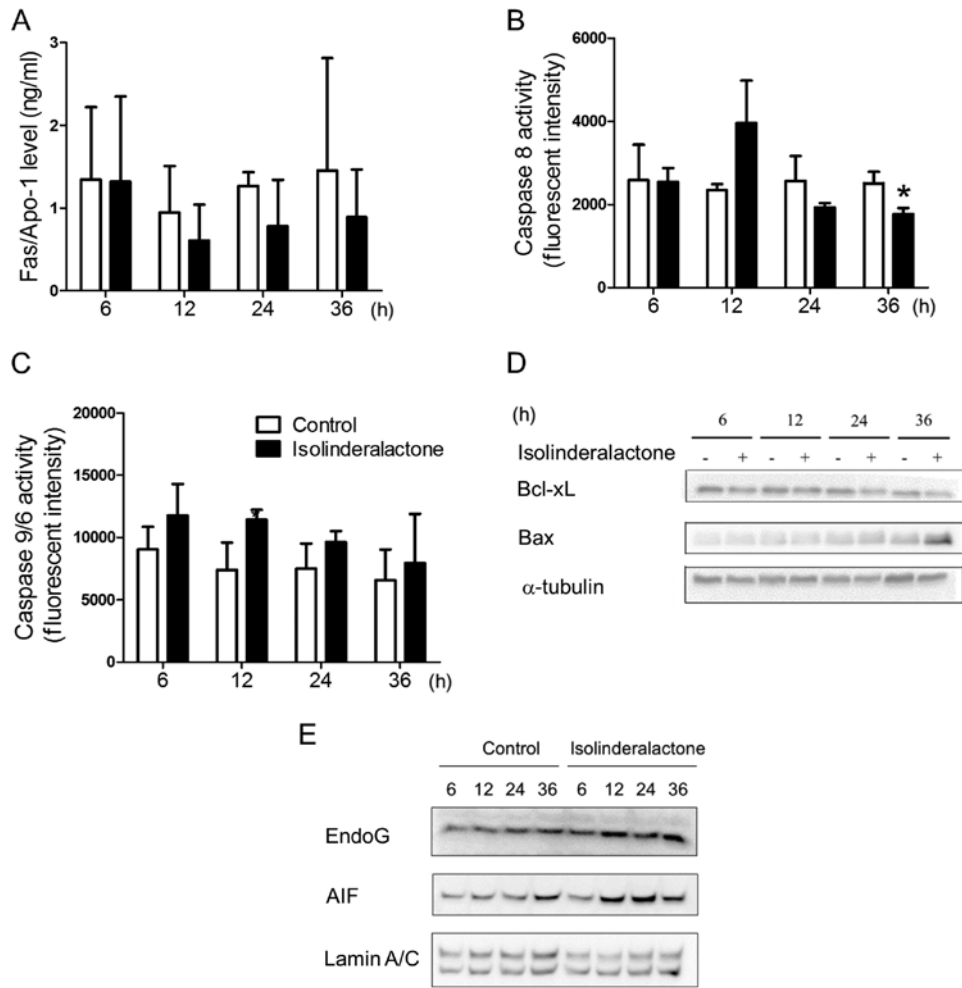 A
Fas/Apo-1 level (ng/ml)
3
2
1
0
6 12 24 36 (h)
B
Caspase 8 activity
(fluorescent intensity)
6000
4000
2000
0
*
6 12 24 36 (h)
C
Caspase 9/6 activity
(fluorescent intensity)
20000
15000
10000
5000
0
Control
Isolinderalactone
*
6 12 24 36 (h)
D
(h) 6 12 24 36
Isolinderalactone - + - + - + - +
Bcl-xL
Bax
α-tubulin
E
Control Isolinderalactone
6 12 24 36 6 12 24 36
EndoG
AIF
Lamin A/C